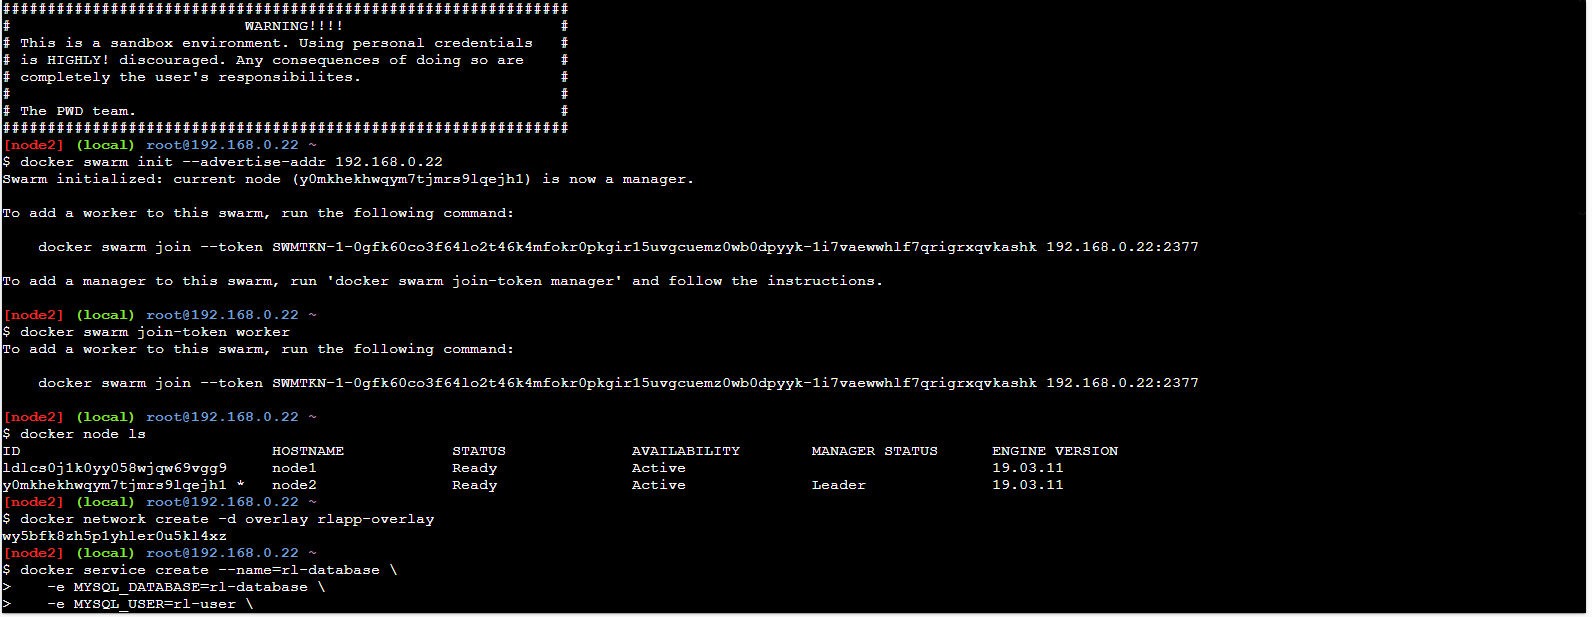 ###############################################################
#                          WARNING!!!!                        #
# This is a sandbox environment. Using personal credentials   #
# is HIGHLY! discouraged. Any consequences of doing so are    #
# completely the user's responsibilites.                      #
#                                                             #
# The PWD team.                                               #
###############################################################
[node2] (local) root@192.168.0.22 ~
$ docker swarm init --advertise-addr 192.168.0.22
Swarm initialized: current node (y0mkhekhwqym7tjmrs9lqejh1) is now a manager.
To add a worker to this swarm, run the following command:
docker swarm join --token SWMTKN-1-0gfk60co3f64lo2t46k4mfokr0pkgir15uvgcuemz0wb0dpyyk-1i7vaewwhlf7qrigrxqvkashk 192.168.0.22:2377
To add a manager to this swarm, run 'docker swarm join-token manager' and follow the instructions.
[node2] (local) root@192.168.0.22 ~
$ docker swarm join-token worker
To add a worker to this swarm, run the following command:
docker swarm join --token SWMTKN-1-0gfk60co3f64lo2t46k4mfokr0pkgir15uvgcuemz0wb0dpyyk-1i7vaewwhlf7qrigrxqvkashk 192.168.0.22:2377
[node2] (local) root@192.168.0.22 ~
$ docker node ls
ID                            HOSTNAME            STATUS              AVAILABILITY        MANAGER STATUS      ENGINE VERSION
ldlcs0j1k0yy058wjqw69vgg9     node1               Ready               Active                                  19.03.11
y0mkhekhwqym7tjmrs9lqejh1 *   node2               Ready               Active              Leader              19.03.11
[node2] (local) root@192.168.0.22 ~
$ docker network create -d overlay rlapp-overlay
wy5bfk8zh5p1yhler0u5kl4xz
[node2] (local) root@192.168.0.22 ~
$ docker service create --name=rl-database \
>    -e MYSQL_DATABASE=rl-database \
>    -e MYSQL_USER=rl-user \